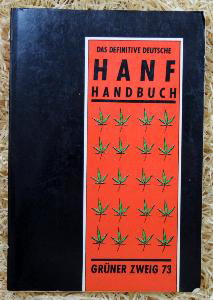 DAS DEFINITIVE DEUTSCHE
HANF
HANDBUCH
GRÜNER ZWEIG 73